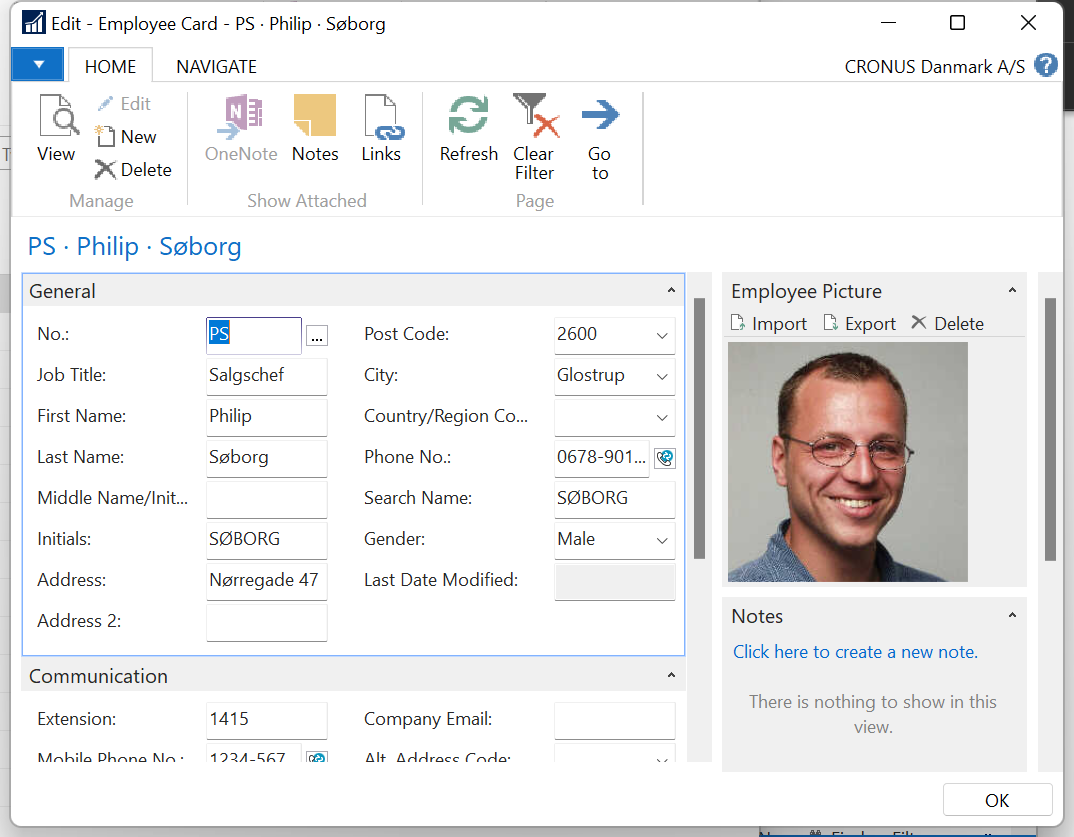 Edit - Employee Card - PS · Philip · Søborg
HOME NAVIGATE CRONUS Danmark A/S ?
View
Edit
New
Delete
Manage
OneNote Notes Links
Show Attached
Refresh Clear Filter Go to
Page
PS · Philip · Søborg
General
No.: PS ...
Job Title: Salgschef
First Name: Philip
Last Name: Søborg
Middle Name/Init...
Initials: SØBORG
Address: Nørregade 47
Address 2:
Post Code: 2600
City: Glostrup
Country/Region Co...
Phone No.: 0678-901...
Search Name: SØBORG
Gender: Male
Last Date Modified:
Communication
Extension: 1415
Mobile Phone No.: 1234-567
Company Email:
Alt. Address Code:
Employee Picture
Import Export Delete
Notes
Click here to create a new note.
There is nothing to show in this
view.
OK